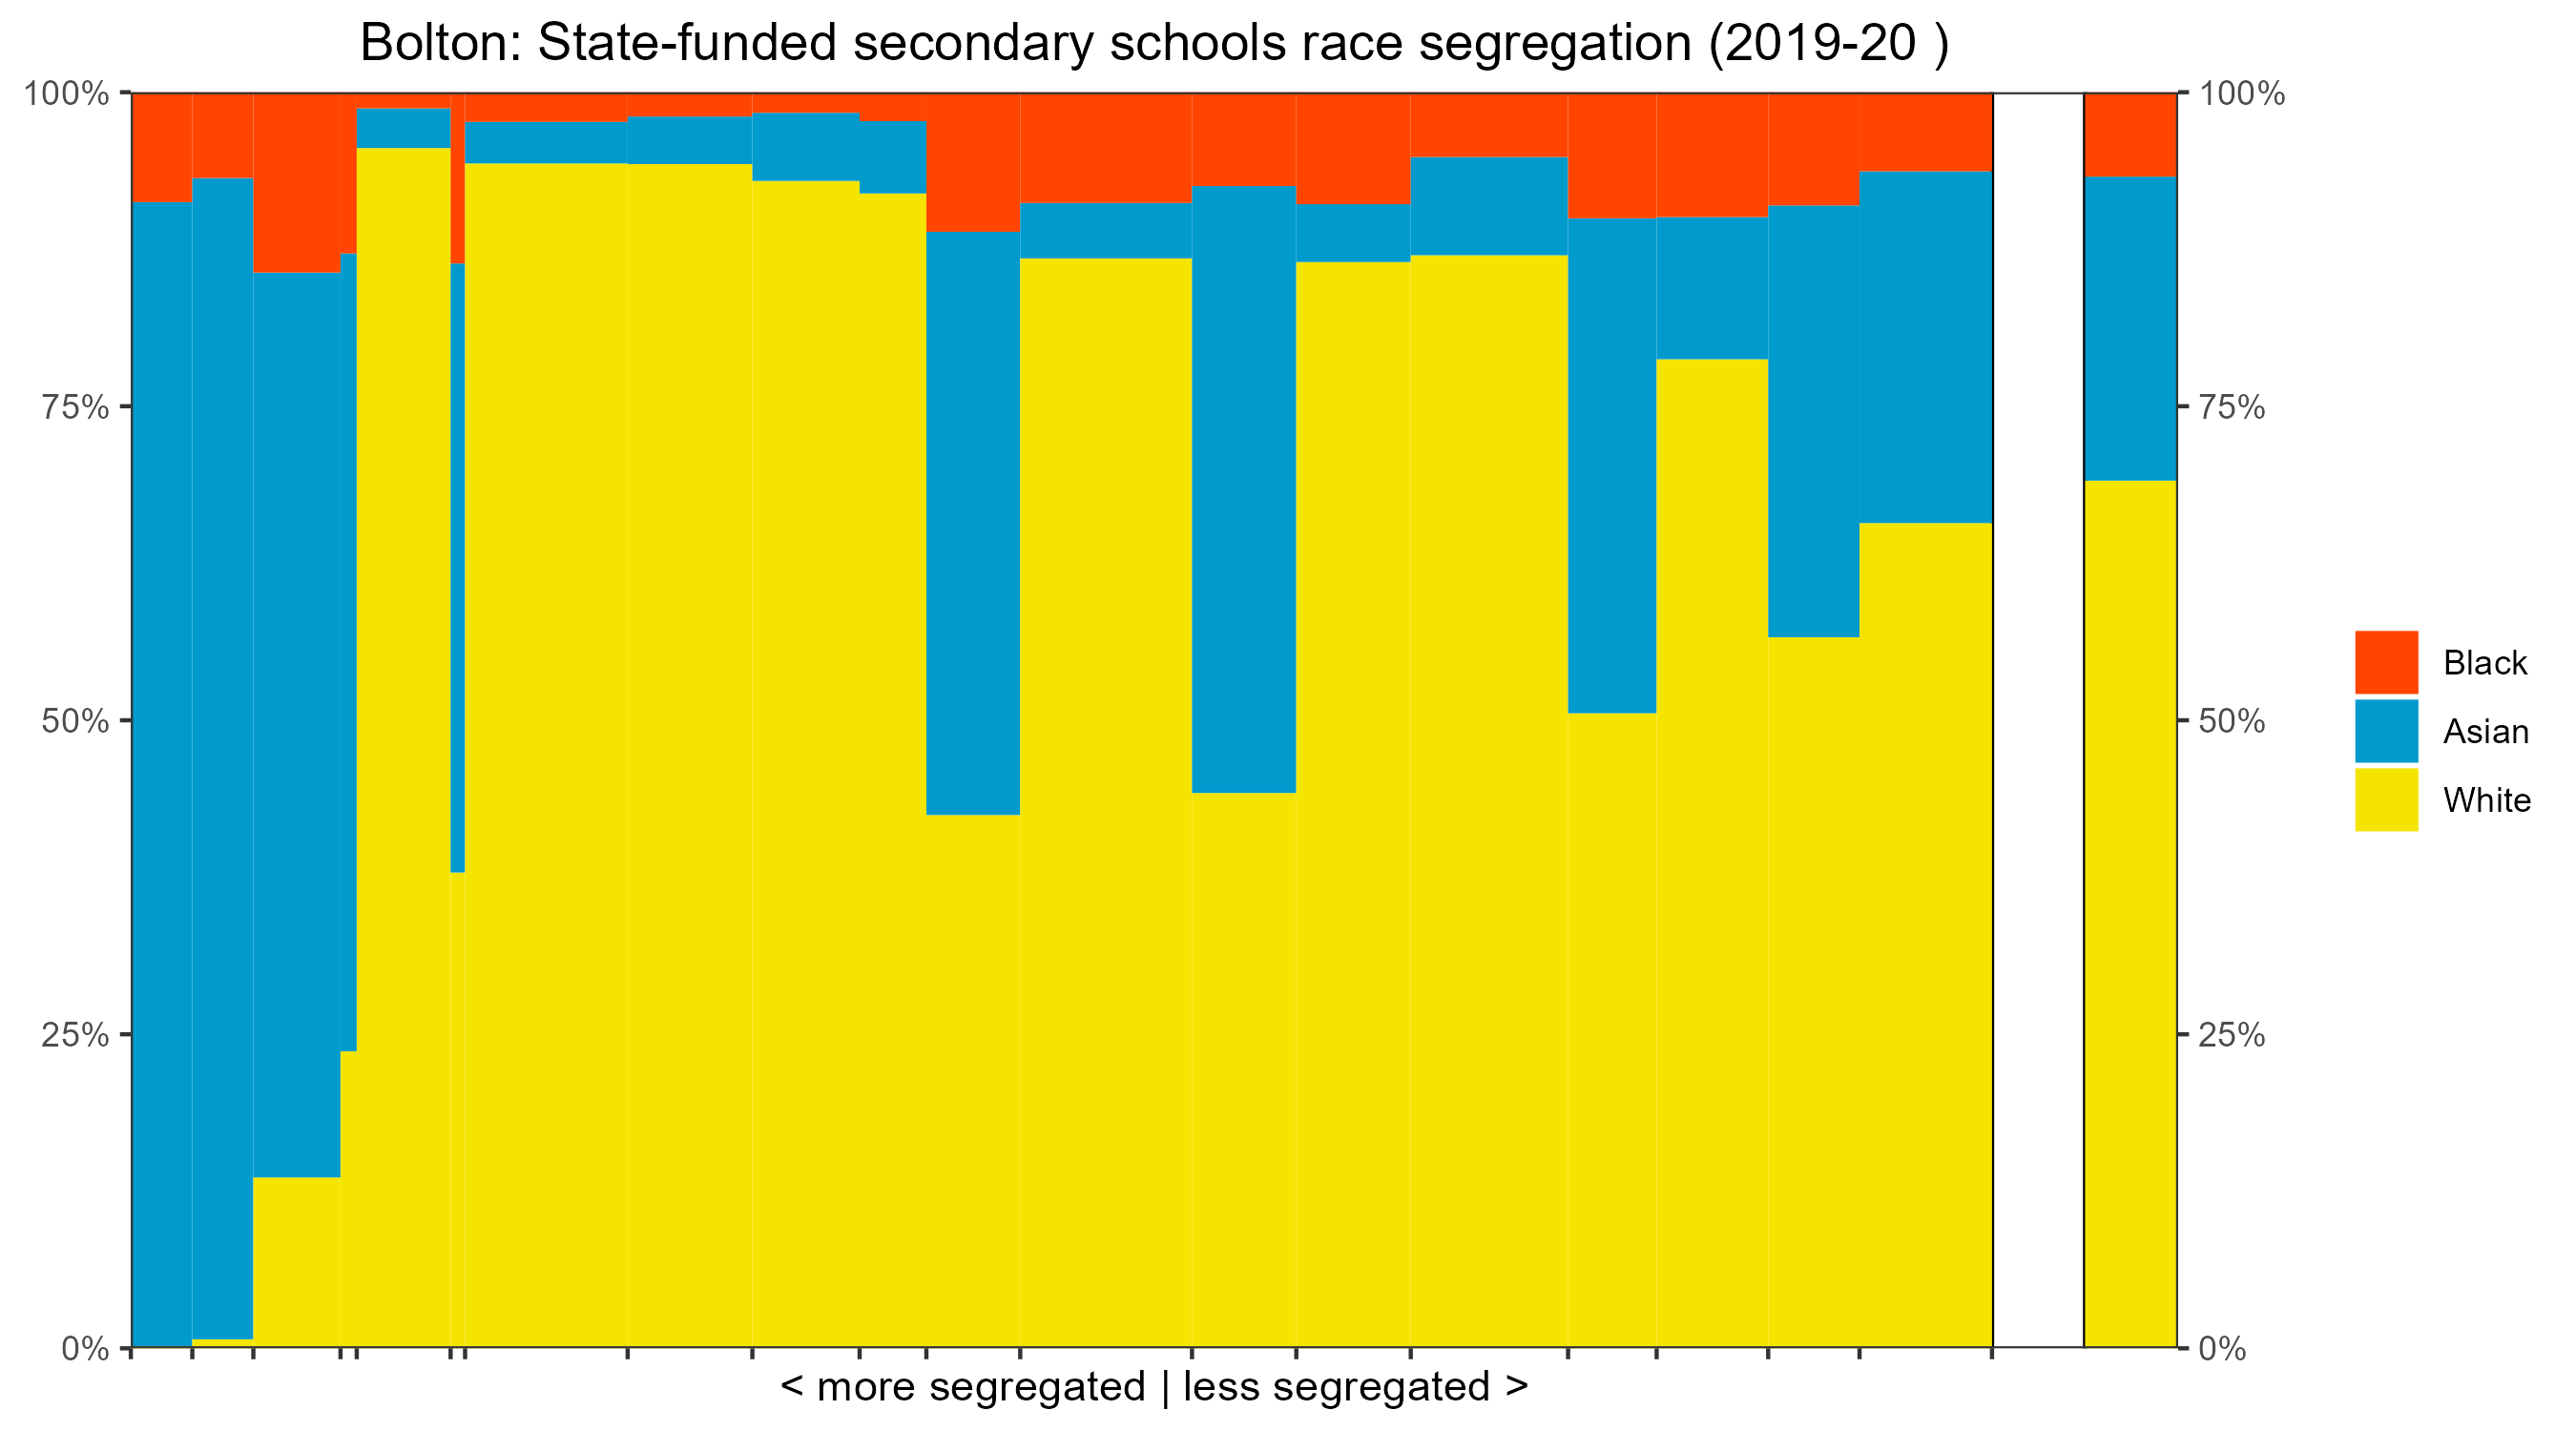 Bolton: State-funded secondary schools race segregation (2019-20 )
100%
75%
50%
25%
0%
100%
75%
50%
25%
0%
Black
Asian
White
< more segregated | less segregated >